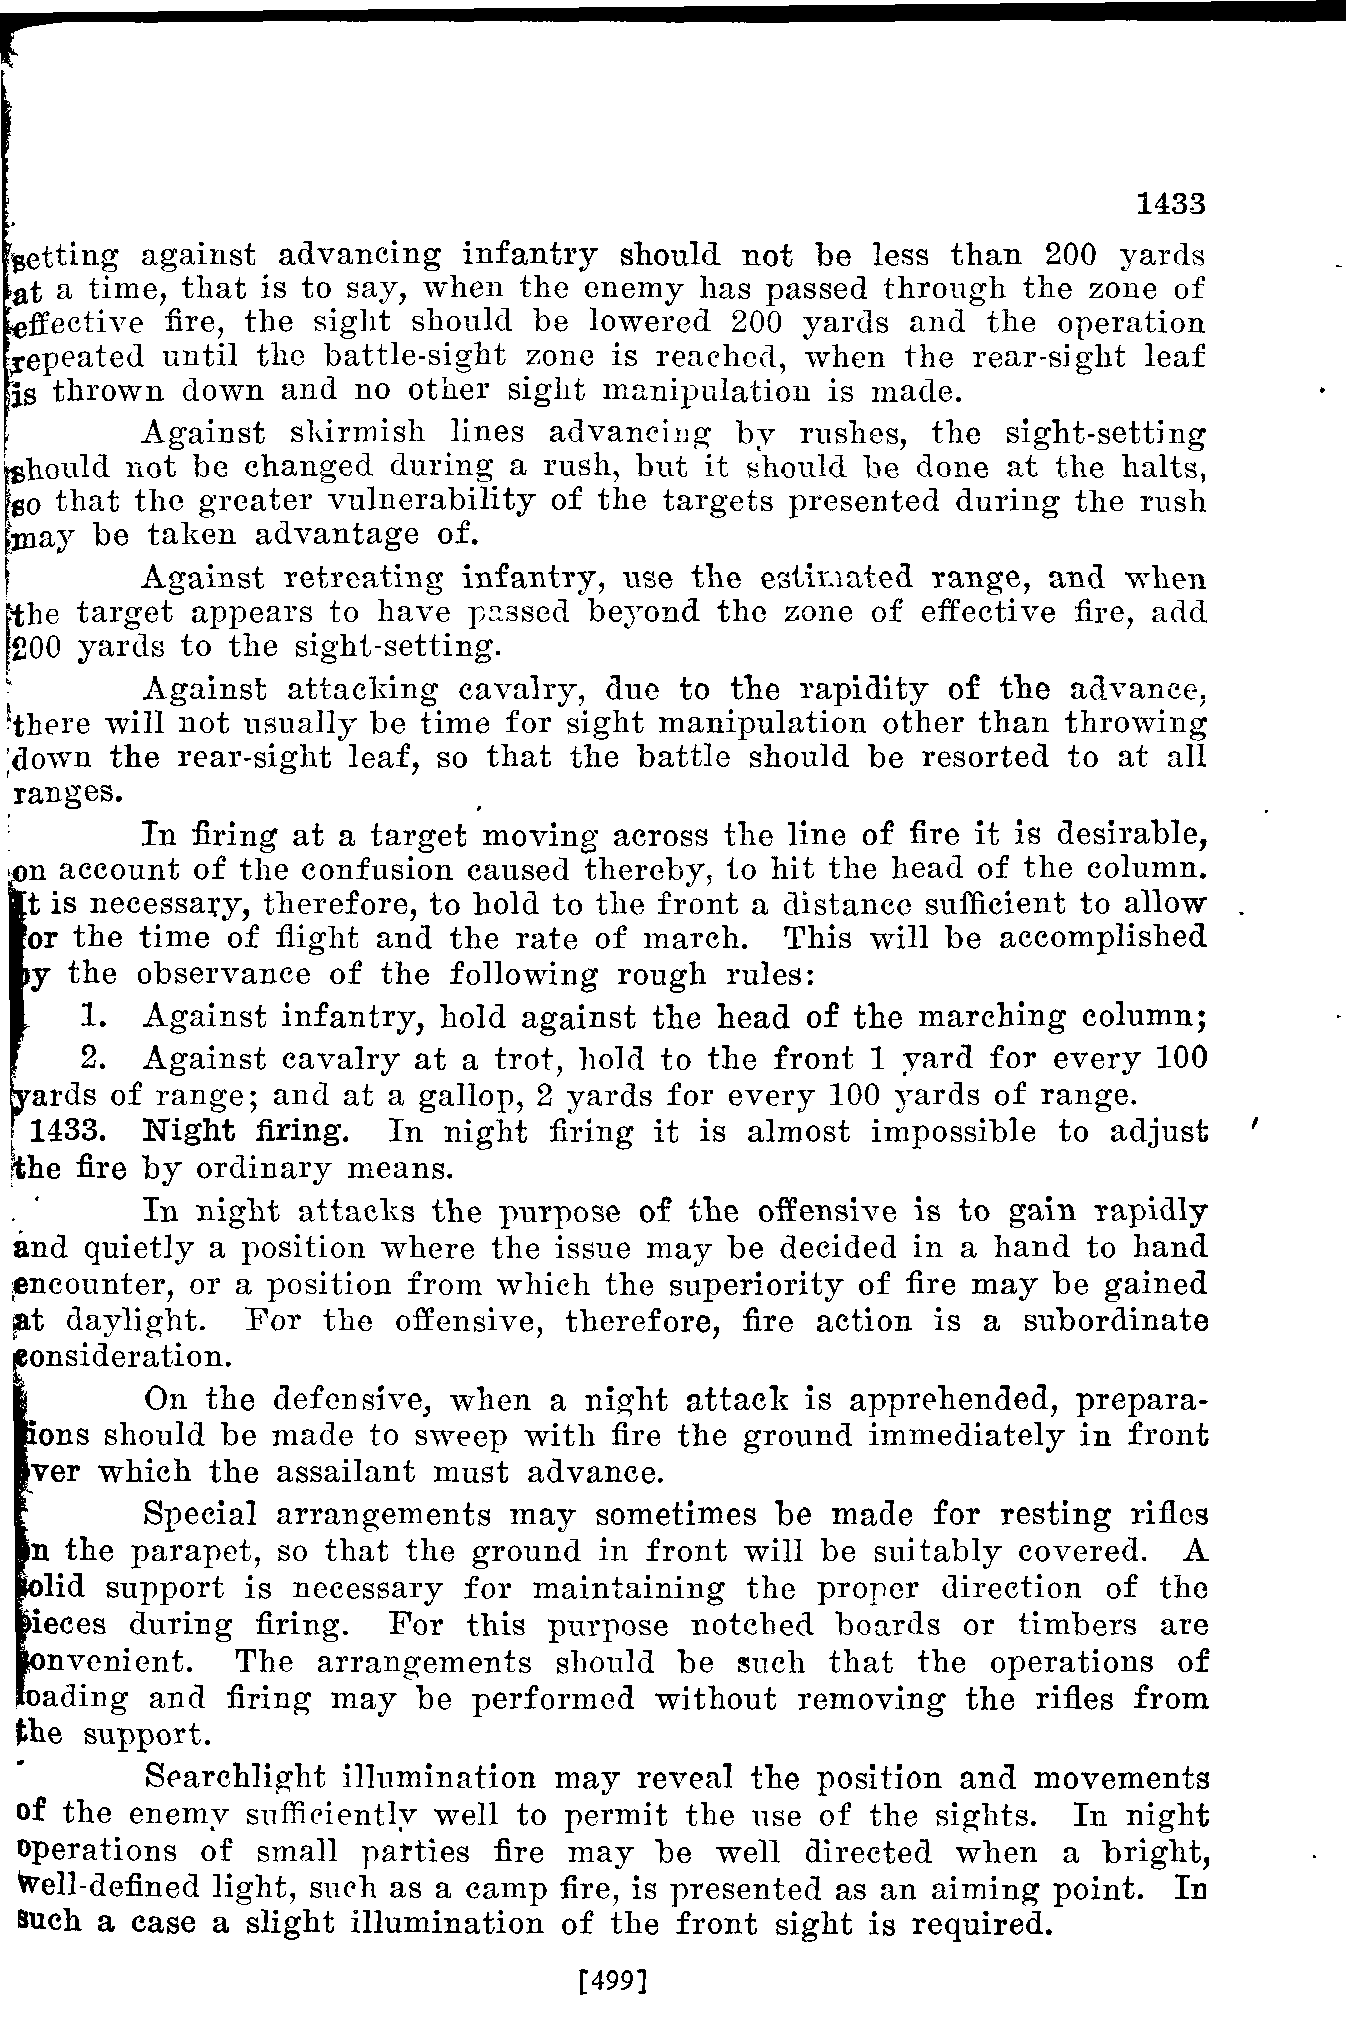 1433
setting against advancing infantry should not be less than 200 yards
at a time, that is to say, when the enemy has passed through the zone of
effective fire, the sight should be lowered 200 yards and the operation
repeated until the battle-sight zone is reached, when the rear-sight leaf
is thrown down and no other sight manipulation is made.
Against skirmish lines advancing by rushes, the sight-setting
should not be changed during a rush, but it should be done at the halts,
so that the greater vulnerability of the targets presented during the rush
may be taken advantage of.
Against retreating infantry, use the estimated range, and when
the target appears to have passed beyond the zone of effective fire, add
200 yards to the sight-setting.
Against attacking cavalry, due to the rapidity of the advance,
there will not usually be time for sight manipulation other than throwing
down the rear-sight leaf, so that the battle should be resorted to at all
ranges.
In firing at a target moving across the line of fire it is desirable,
on account of the confusion caused thereby, to hit the head of the column.
It is necessary, therefore, to hold to the front a distance sufficient to allow
for the time of flight and the rate of march. This will be accomplished
by the observance of the following rough rules:
1. Against infantry, hold against the head of the marching column;
2. Against cavalry at a trot, hold to the front 1 yard for every 100
yards of range; and at a gallop, 2 yards for every 100 yards of range.
1433. Night firing. In night firing it is almost impossible to adjust
the fire by ordinary means.
In night attacks the purpose of the offensive is to gain rapidly
and quietly a position where the issue may be decided in a hand to hand
encounter, or a position from which the superiority of fire may be gained
at daylight. For the offensive, therefore, fire action is a subordinate
consideration.
On the defensive, when a night attack is apprehended, prepara-
tions should be made to sweep with fire the ground immediately in front
over which the assailant must advance.
Special arrangements may sometimes be made for resting rifles
on the parapet, so that the ground in front will be suitably covered. A
solid support is necessary for maintaining the proper direction of the
pieces during firing. For this purpose notched boards or timbers are
convenient. The arrangements should be such that the operations of
loading and firing may be performed without removing the rifles from
the support.
Searchlight illumination may reveal the position and movements
of the enemy sufficiently well to permit the use of the sights. In night
operations of small parties fire may be well directed when a bright,
well-defined light, such as a camp fire, is presented as an aiming point. In
such a case a slight illumination of the front sight is required.
[499]